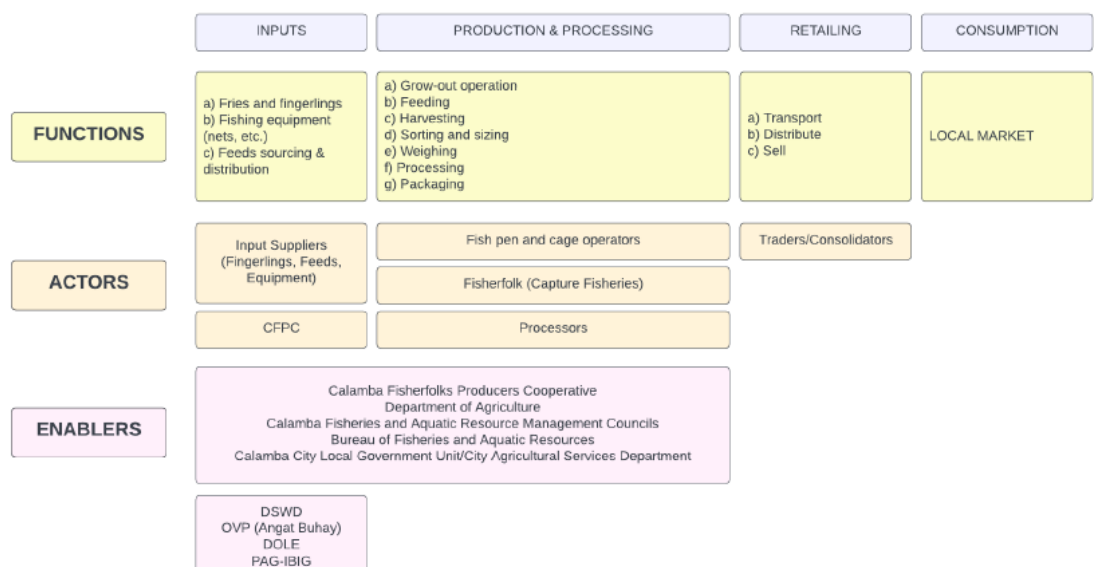 INPUTS
PRODUCTION & PROCESSING
RETAILING
CONSUMPTION
FUNCTIONS
a) Fries and fingerlings
b) Fishing equipment
(nets, etc.)
c) Feeds sourcing &
distribution
a) Grow-out operation
b) Feeding
c) Harvesting
d) Sorting and sizing
e) Weighing
f) Processing
g) Packaging
a) Transport
b) Distribute
c) Sell
LOCAL MARKET
ACTORS
Input Suppliers
(Fingerlings, Feeds,
Equipment)
CFPC
Fish pen and cage operators
Fisherfolk (Capture Fisheries)
Processors
Traders/Consolidators
ENABLERS
Calamba Fisherfolks Producers Cooperative
Department of Agriculture
Calamba Fisheries and Aquatic Resource Management Councils
Bureau of Fisheries and Aquatic Resources
Calamba City Local Government Unit/City Agricultural Services Department
DSWD
OVP (Angat Buhay)
DOLE
PAG-IBIG